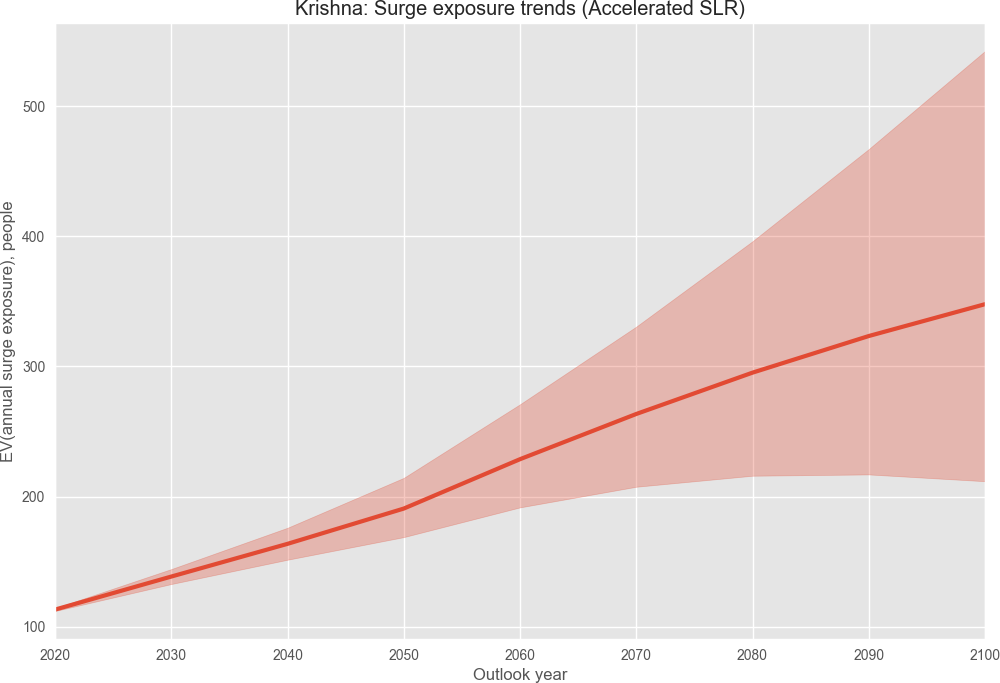 Krishna: Surge exposure trends (Accelerated SLR)
EV(annual surge exposure), people
500
400
300
200
100
2020 2030 2040 2050 2060 2070 2080 2090 2100
Outlook year